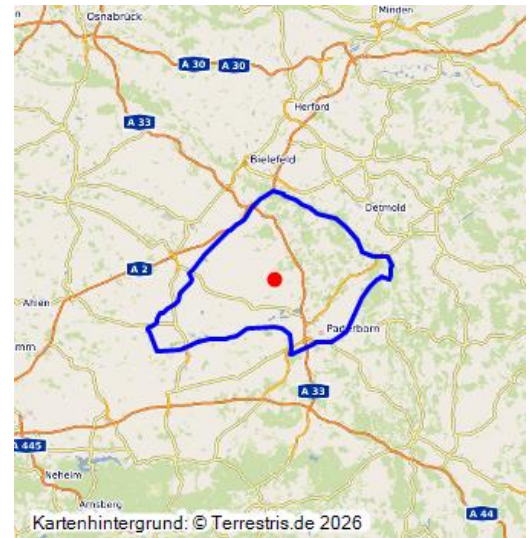 Osnabrück
Minden
A 30
A 30
Herford
A 33
Bielefeld
Detmold
A 2
Ahlen
mm
Paderborn
A 33
A 445
Neheim
Arnsberg
A 44
Kartenhintergrund: © Terrestris.de 2026